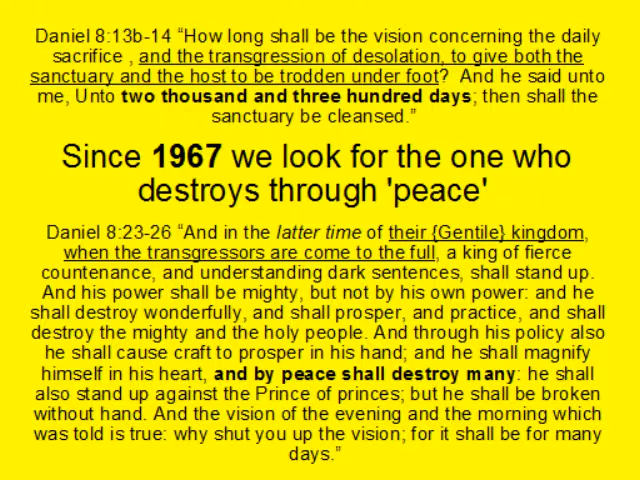 Daniel 8:13b-14 “How long shall be the vision concerning the daily
sacrifice , and the transgression of desolation, to give both the
sanctuary and the host to be trodden under foot?  And he said unto
me, Unto two thousand and three hundred days; then shall the
sanctuary be cleansed.”
Since 1967 we look for the one who
destroys through 'peace'
Daniel 8:23-26 “And in the latter time of their {Gentile} kingdom,
when the transgressors are come to the full, a king of fierce
countenance, and understanding dark sentences, shall stand up.
And his power shall be mighty, but not by his own power: and he
shall destroy wonderfully, and shall prosper, and practice, and shall
destroy the mighty and the holy people. And through his policy also
he shall cause craft to prosper in his hand; and he shall magnify
himself in his heart, and by peace shall destroy many: he shall
also stand up against the Prince of princes; but he shall be broken
without hand. And the vision of the evening and the morning which
was told is true: why shut you up the vision; for it shall be for many
days.”